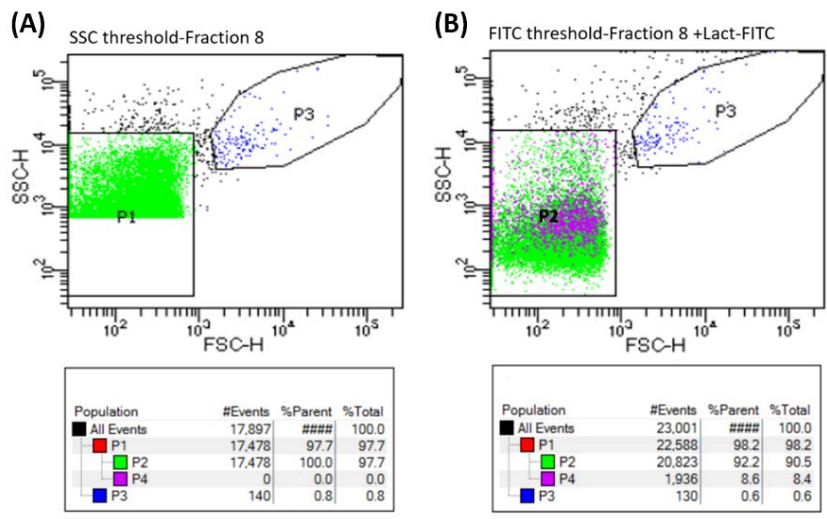 (A)
SSC threshold-Fraction 8
SSC-H
10^5
10^4
10^3
10^2
P3
P1
10^2 10^3 10^4 10^5
FSC-H
Population #Events %Parent %Total
All Events 17,897 #### 100.0
P1 17,478 97.7 97.7
P2 17,478 100.0 97.7
P4 0 0.0 0.0
P3 140 0.8 0.8
(B)
FITC threshold-Fraction 8 +Lact-FITC
SSC-H
10^5
10^4
10^3
10^2
P3
P2
10^2 10^3 10^4 10^5
FSC-H
Population #Events %Parent %Total
All Events 23,001 #### 100.0
P1 22,588 98.2 98.2
P2 20,823 92.2 90.5
P4 1,936 8.6 8.4
P3 130 0.6 0.6